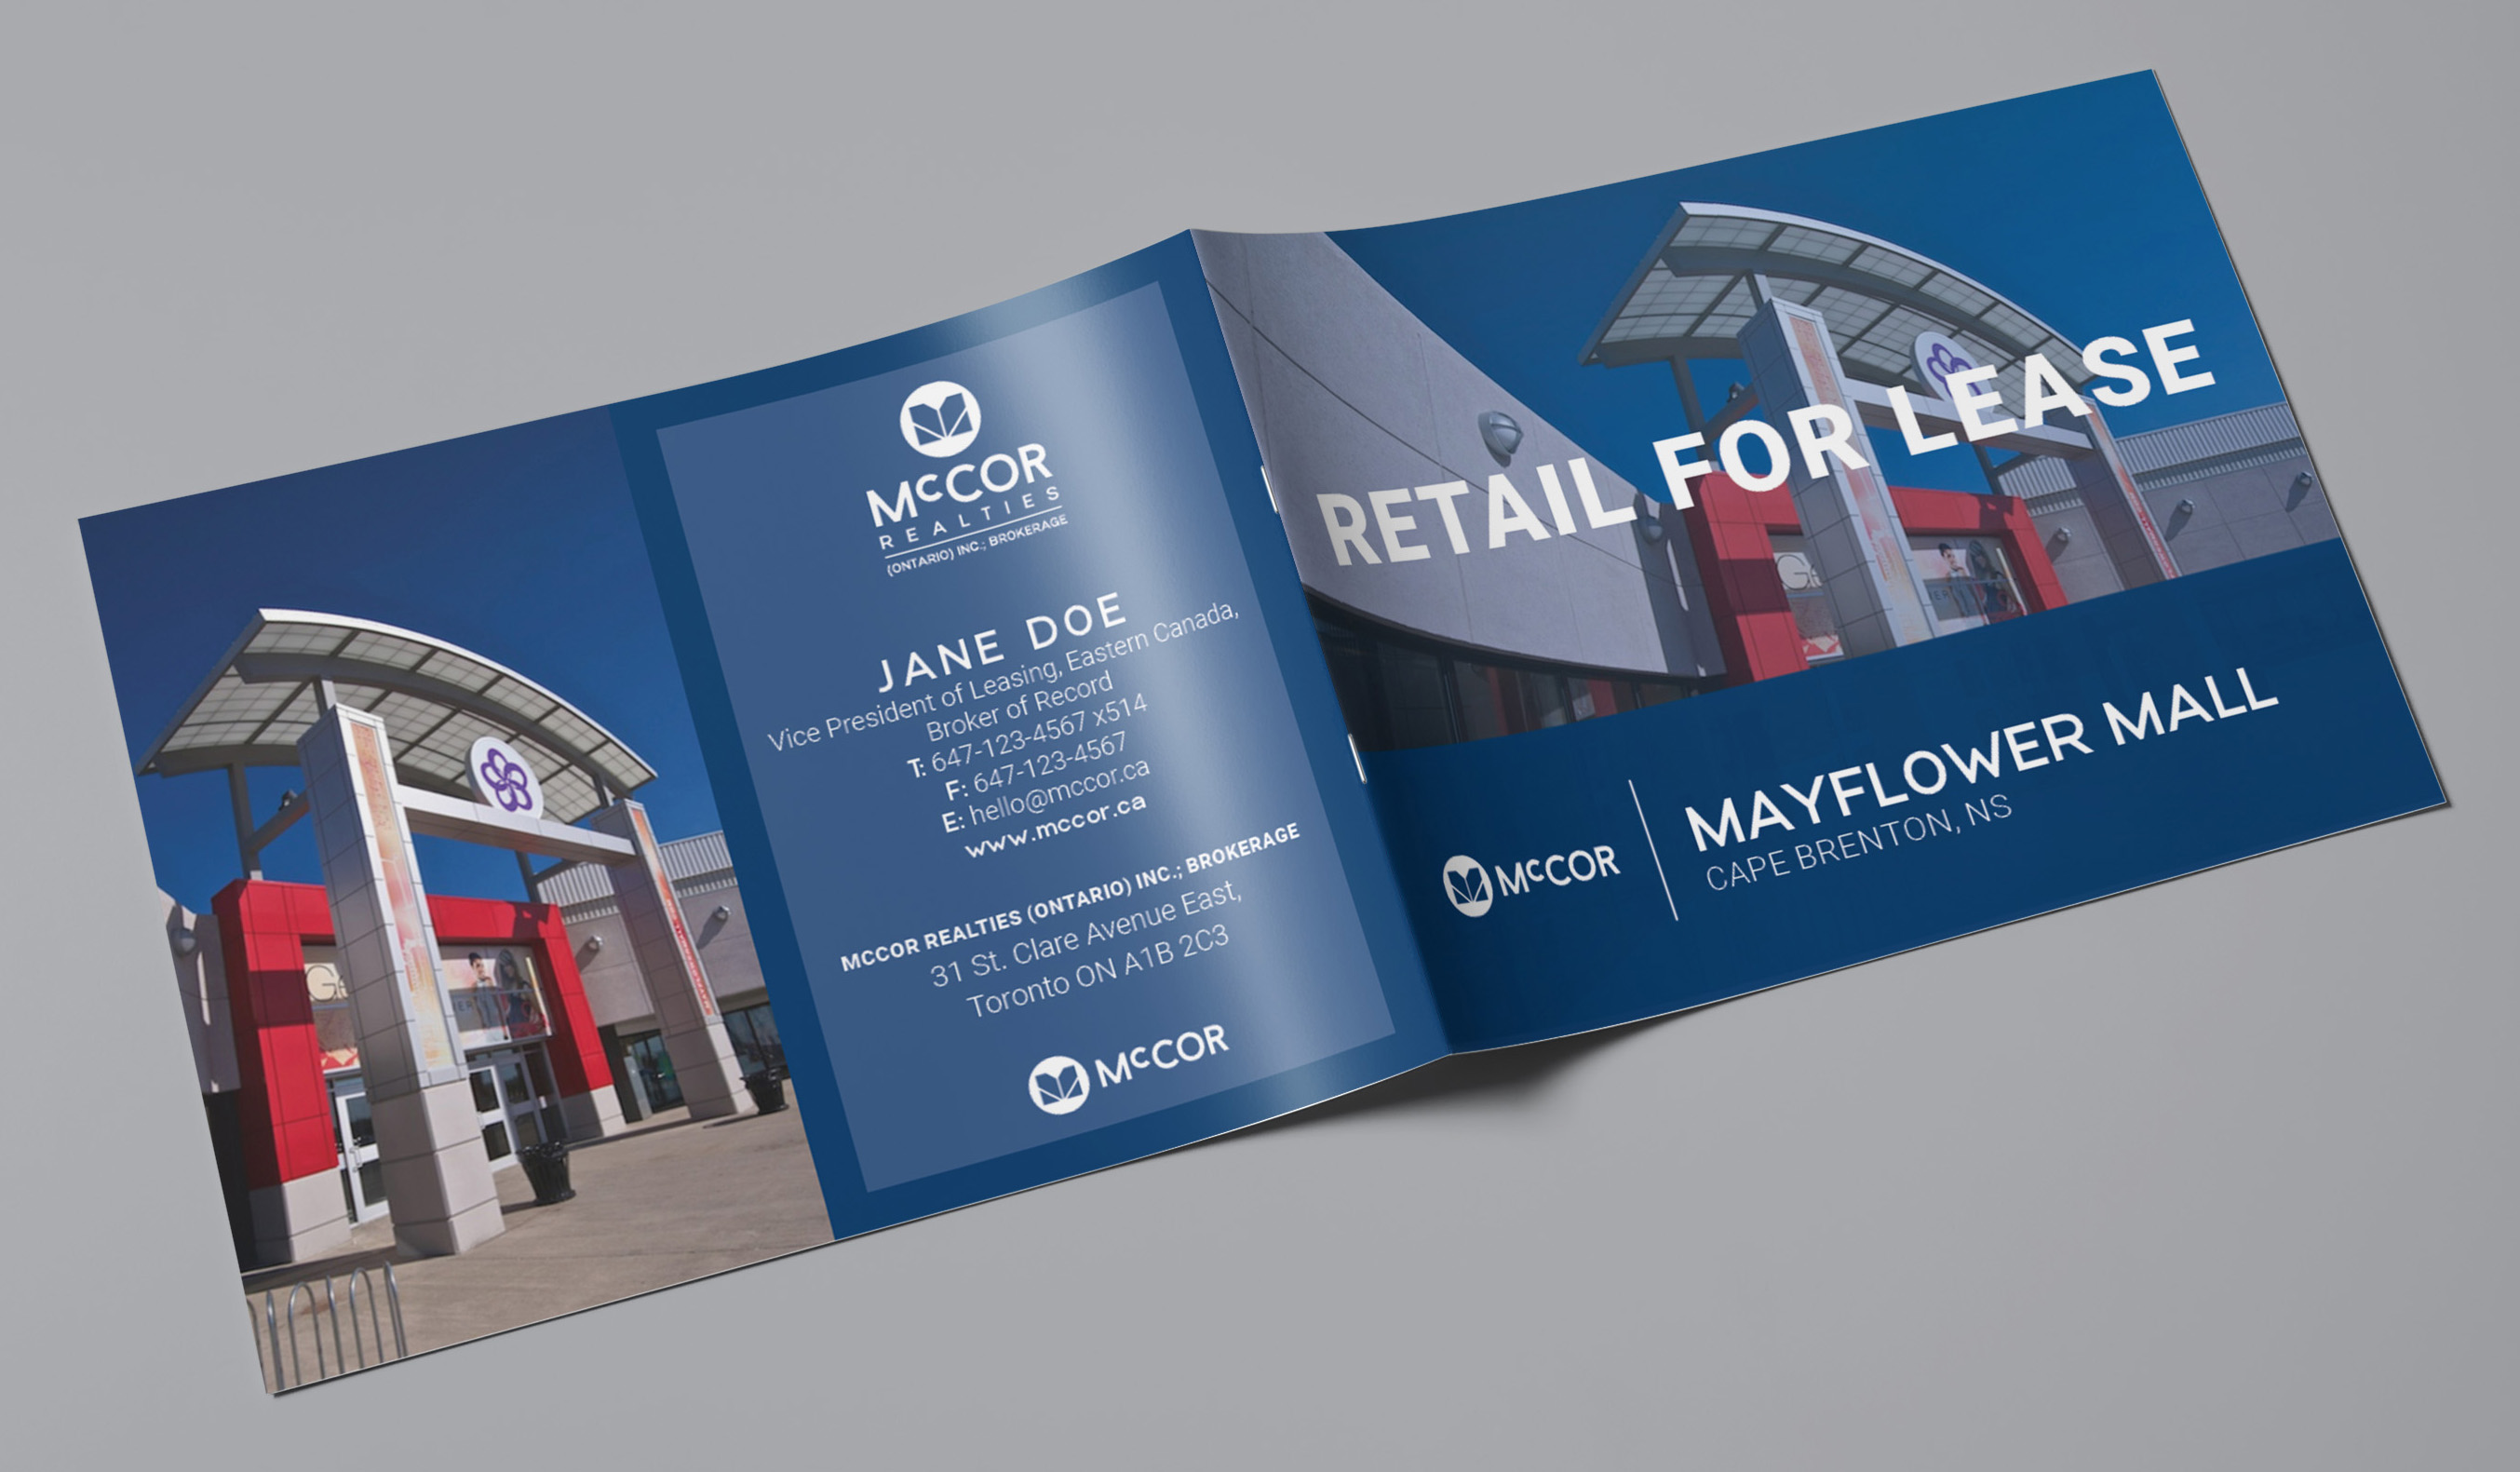 McCOR
REALTIES
(ONTARIO) INC.; BROKERAGE
JANE DOE
Vice President of Leasing, Eastern Canada,
Broker of Record
T: 647-123-4567 x514
F: 647-123-4567
E: hello@mccor.ca
www.mccor.ca
MCCOR REALTIES (ONTARIO) INC.; BROKERAGE
31 St. Clare Avenue East,
Toronto ON A1B 2C3
McCOR
RETAIL FOR LEASE
McCOR
MAYFLOWER MALL
CAPE BRENTON, NS